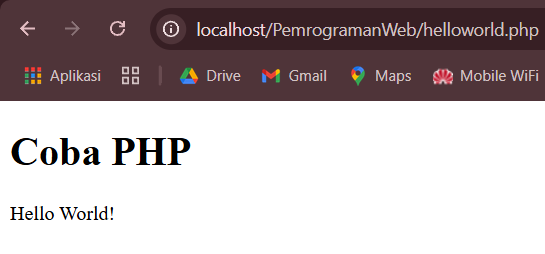 localhost/PemrogramanWeb/helloworld.php
Aplikasi Drive Gmail Maps Mobile WiFi
Coba PHP
Hello World!